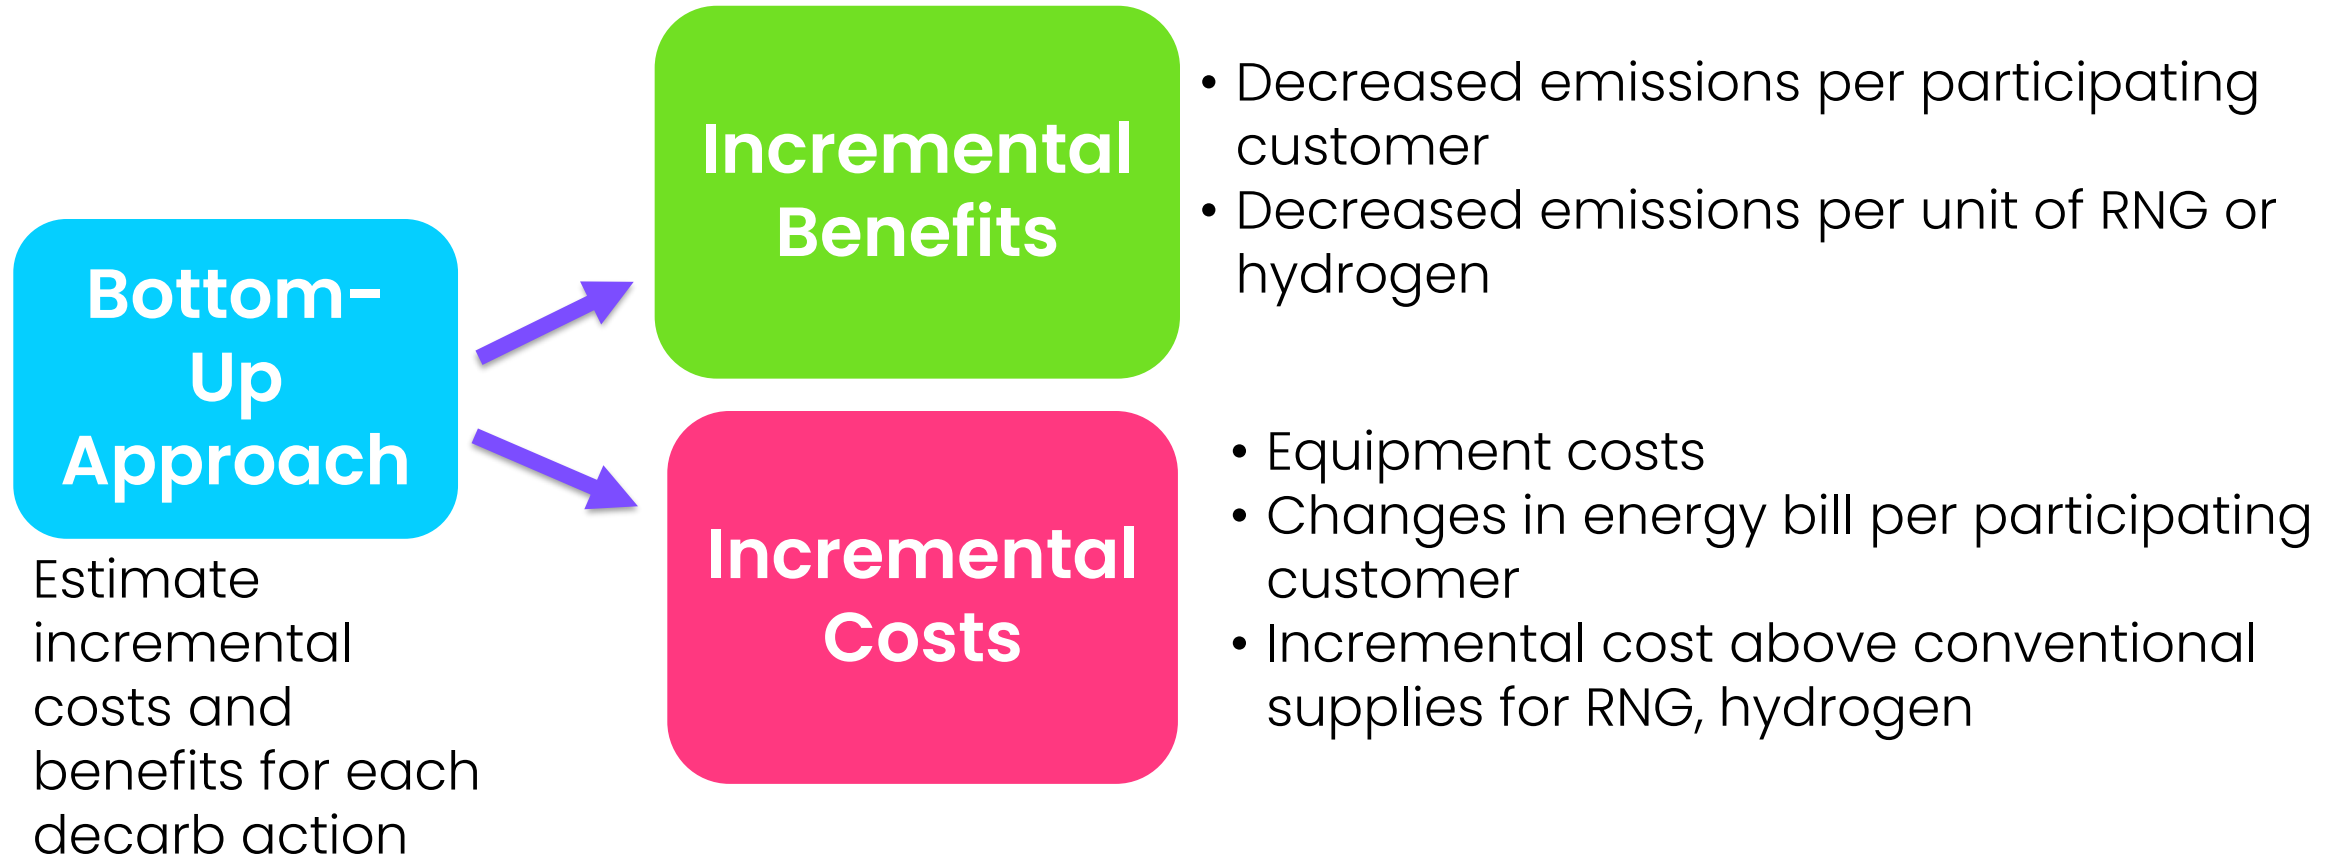 Bottom-
Up
Approach
Estimate
incremental
costs and
benefits for each
decarb action
Incremental
Benefits
• Decreased emissions per participating
customer
• Decreased emissions per unit of RNG or
hydrogen
Incremental
Costs
• Equipment costs
• Changes in energy bill per participating
customer
• Incremental cost above conventional
supplies for RNG, hydrogen